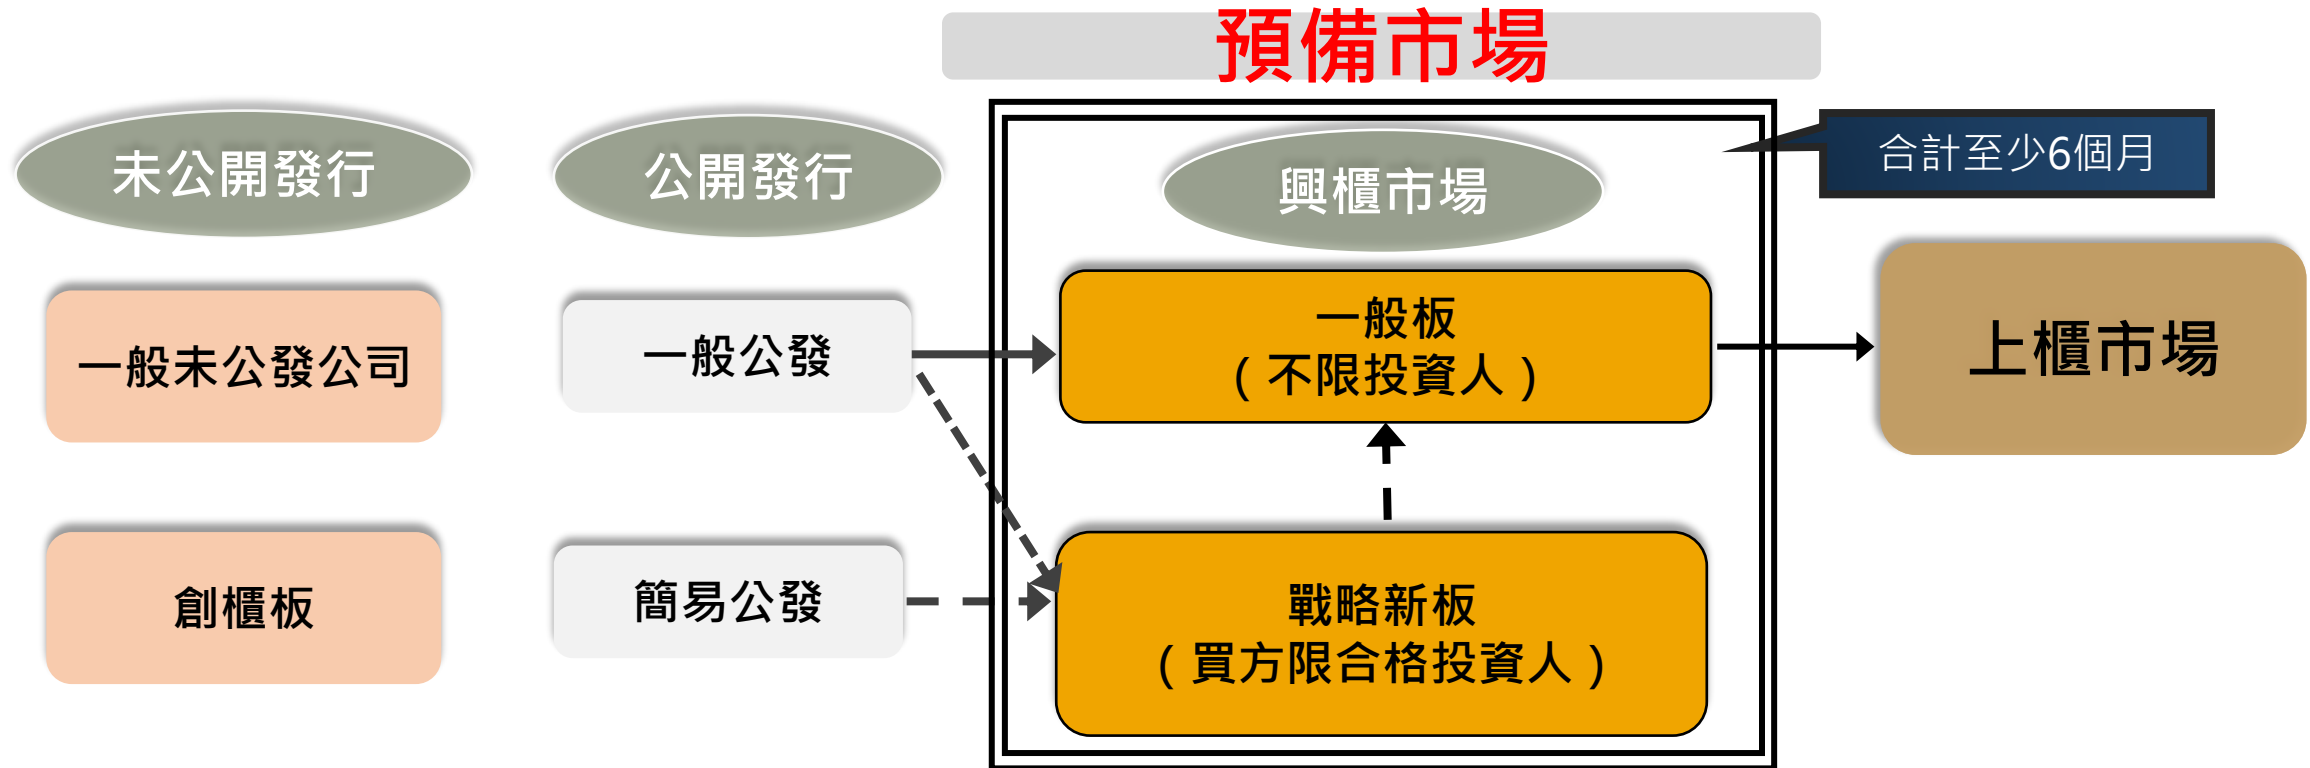 預備市場
未公開發行
公開發行
興櫃市場
合計至少6個月
一般未公發公司
一般公發
一般板
（不限投資人）
上櫃市場
創櫃板
簡易公發
戰略新板
（買方限合格投資人）